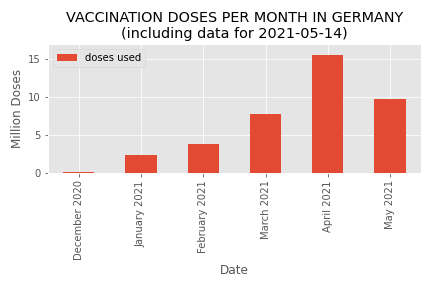 VACCINATION DOSES PER MONTH IN GERMANY
(including data for 2021-05-14)
doses used
Million Doses
15
10
5
0
December 2020
January 2021
February 2021
March 2021
April 2021
May 2021
Date